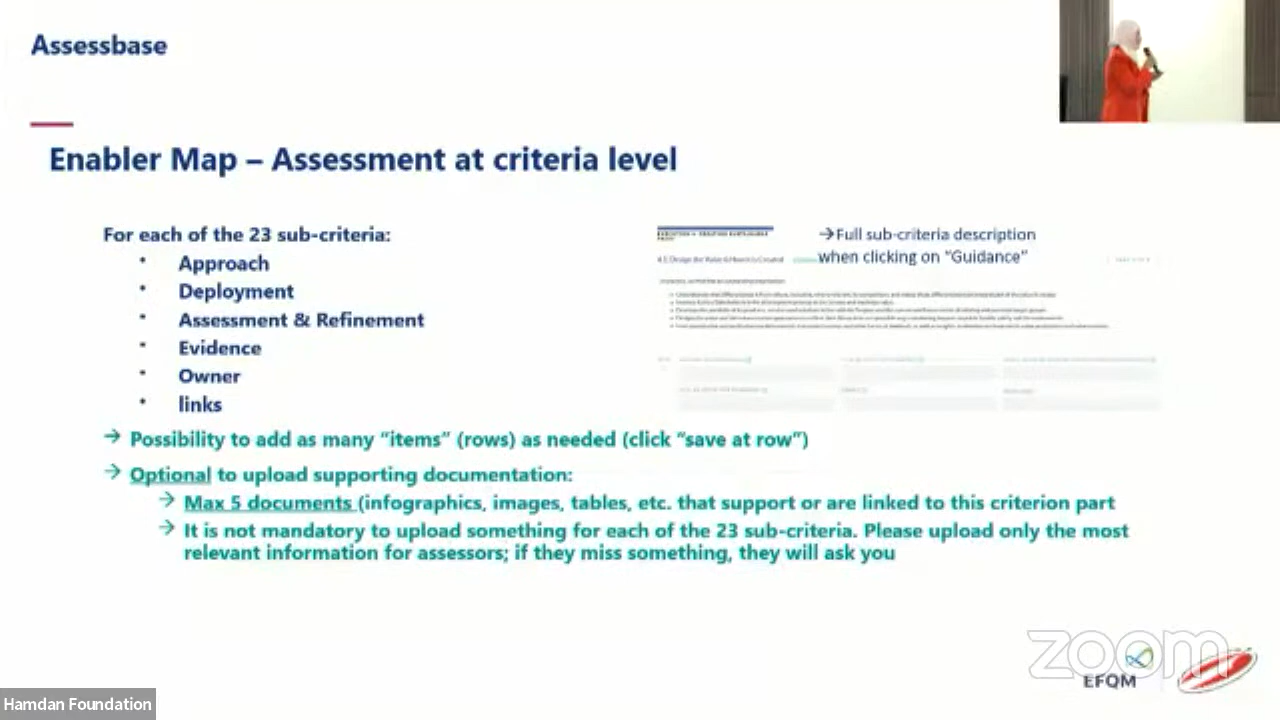 Assessbase
Enabler Map – Assessment at criteria level
For each of the 23 sub-criteria:
• Approach
• Deployment
• Assessment & Refinement
• Evidence
• Owner
• links
→ Possibility to add as many “items” (rows) as needed (click “save at row”)
→ Optional to upload supporting documentation:
→ Max 5 documents (infographics, images, tables, etc. that support or are linked to this criterion part
→ It is not mandatory to upload something for each of the 23 sub-criteria. Please upload only the most
relevant information for assessors; if they miss something, they will ask you
→Full sub-criteria description
when clicking on “Guidance”
zoom
EFQM
Hamdan Foundation